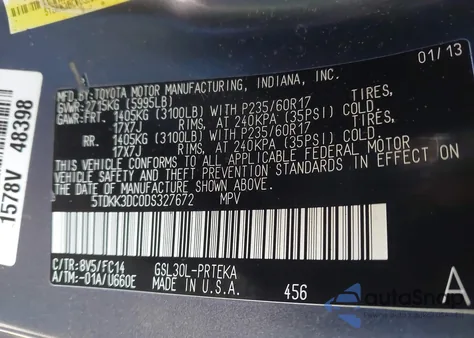 01/13
MFD.BY:TOYOTA MOTOR MANUFACTURING, INDIANA, INC.
GVWR:2715KG (5995LB)
GAWR-FRT. 1405KG (3100LB) WITH P235/60R17 TIRES,
17X7J RIMS, AT 240KPA (35PSI) COLD.
RR. 1405KG (3100LB) WITH P235/60R17 TIRES,
17X7J RIMS, AT 240KPA (35PSI) COLD.
THIS VEHICLE CONFORMS TO ALL APPLICABLE FEDERAL MOTOR
VEHICLE SAFETY AND THEFT PREVENTION STANDARDS IN EFFECT ON
THE DATE OF MANUFACTURE SHOWN ABOVE.
5TDKK3DC0DS327672 MPV
C/TR:8V5/FC14 GSL30L-PRTEKA
A/TM:-01A/U660E MADE IN U.S.A. 456 A
1578V 48398
autoSnap